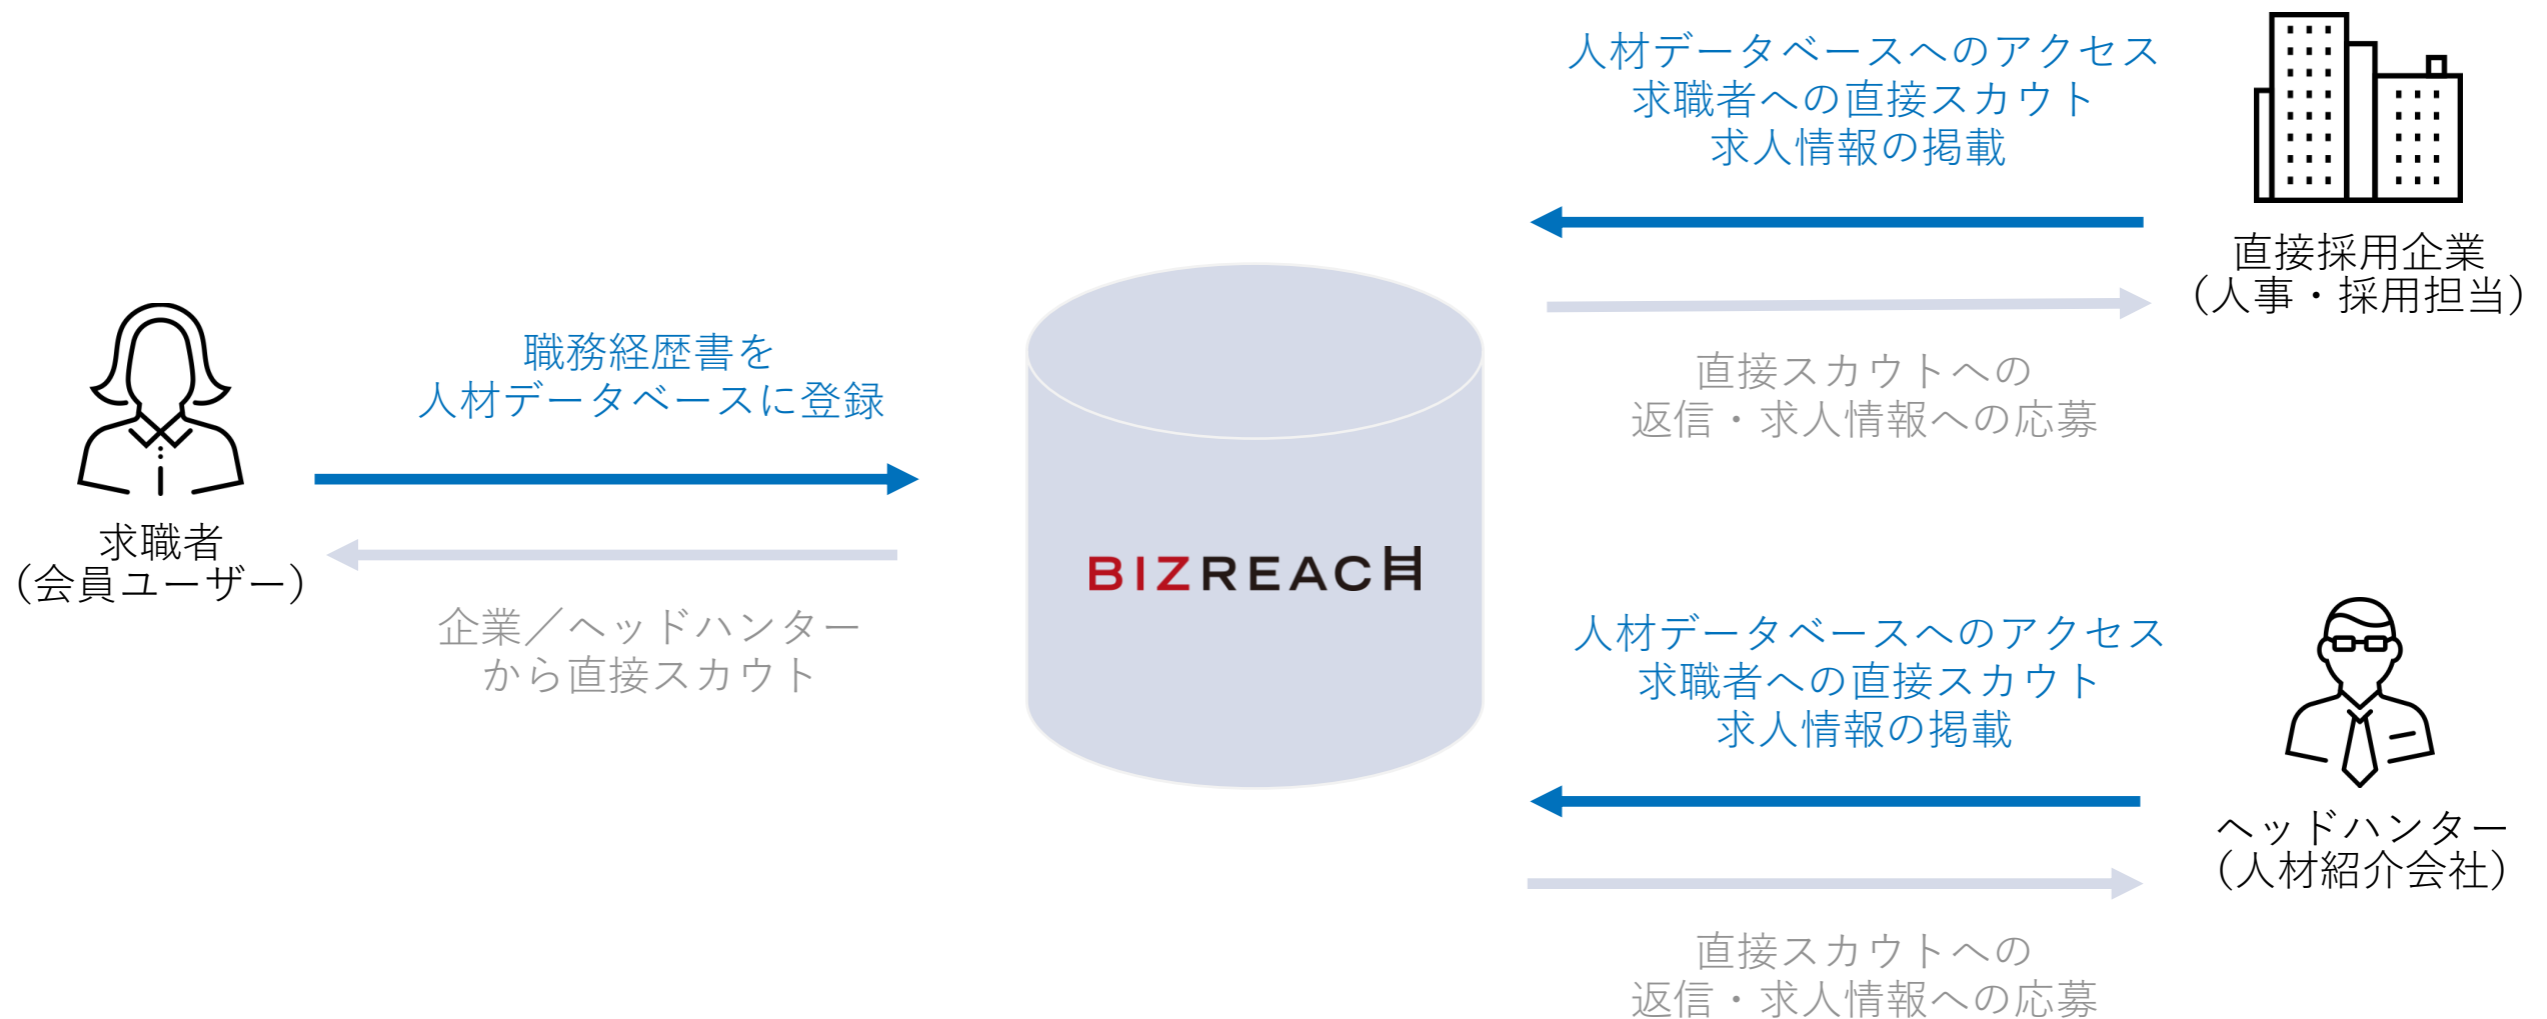 職務経歴書を
人材データベースに登録
求職者
（会員ユーザー）
企業／ヘッドハンター
から直接スカウト
BIZREACH
人材データベースへのアクセス
求職者への直接スカウト
求人情報の掲載
直接採用企業
（人事・採用担当）
直接スカウトへの
返信・求人情報への応募
人材データベースへのアクセス
求職者への直接スカウト
求人情報の掲載
ヘッドハンター
（人材紹介会社）
直接スカウトへの
返信・求人情報への応募